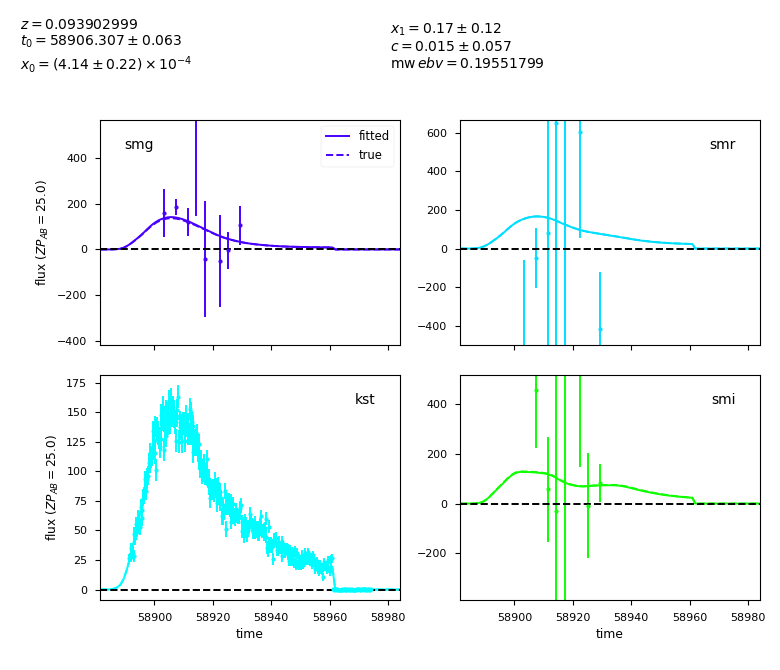 z = 0.093902999
t₀ = 58906.307 ± 0.063
x₀ = (4.14 ± 0.22) × 10⁻⁴
x₁ = 0.17 ± 0.12
c = 0.015 ± 0.057
mw ebv = 0.19551799
smg
fitted
true
flux (ZP_AB = 25.0)
400
200
0
−200
−400
smr
600
400
200
0
−200
−400
kst
flux (ZP_AB = 25.0)
175
150
125
100
75
50
25
0
58900 58920 58940 58960 58980
time
smi
400
200
0
−200
58900 58920 58940 58960 58980
time